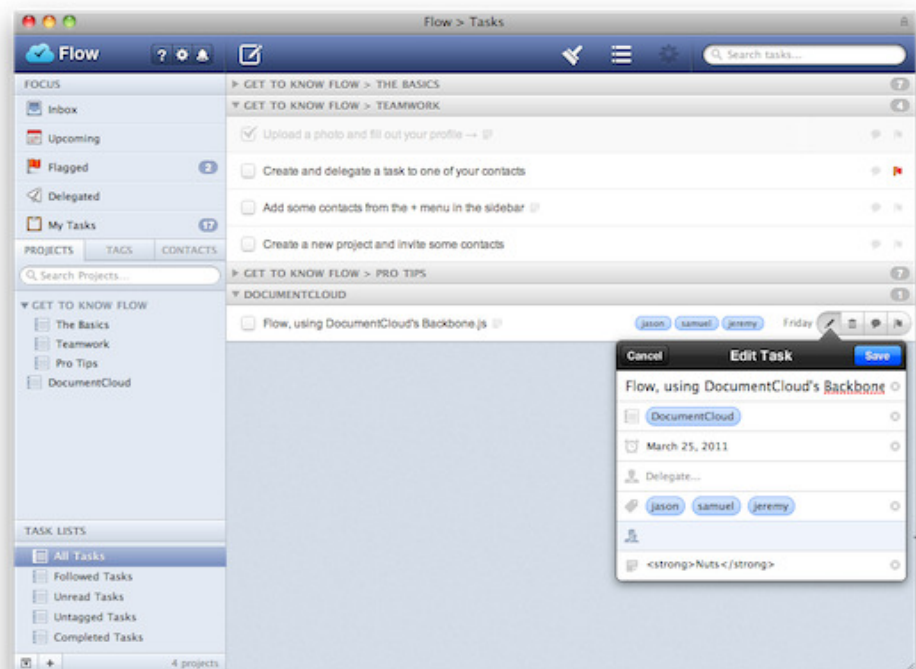 Flow > Tasks
Flow
?
Search tasks...
FOCUS
Inbox
Upcoming
Flagged 2
Delegated
My Tasks 17
PROJECTS TAGS CONTACTS
Search Projects...
GET TO KNOW FLOW
The Basics
Teamwork
Pro Tips
DocumentCloud
TASK LISTS
All Tasks
Followed Tasks
Unread Tasks
Untagged Tasks
Completed Tasks
+ 4 projects
GET TO KNOW FLOW > THE BASICS 7
GET TO KNOW FLOW > TEAMWORK 4
Upload a photo and fill out your profile →
Create and delegate a task to one of your contacts
Add some contacts from the + menu in the sidebar
Create a new project and invite some contacts
GET TO KNOW FLOW > PRO TIPS 7
DOCUMENTCLOUD 1
Flow, using DocumentCloud's Backbone.js jason samuel jeremy Friday
Cancel Edit Task Save
Flow, using DocumentCloud's Backbone
DocumentCloud
March 25, 2011
Delegate...
jason samuel jeremy
<strong>Nuts</strong>